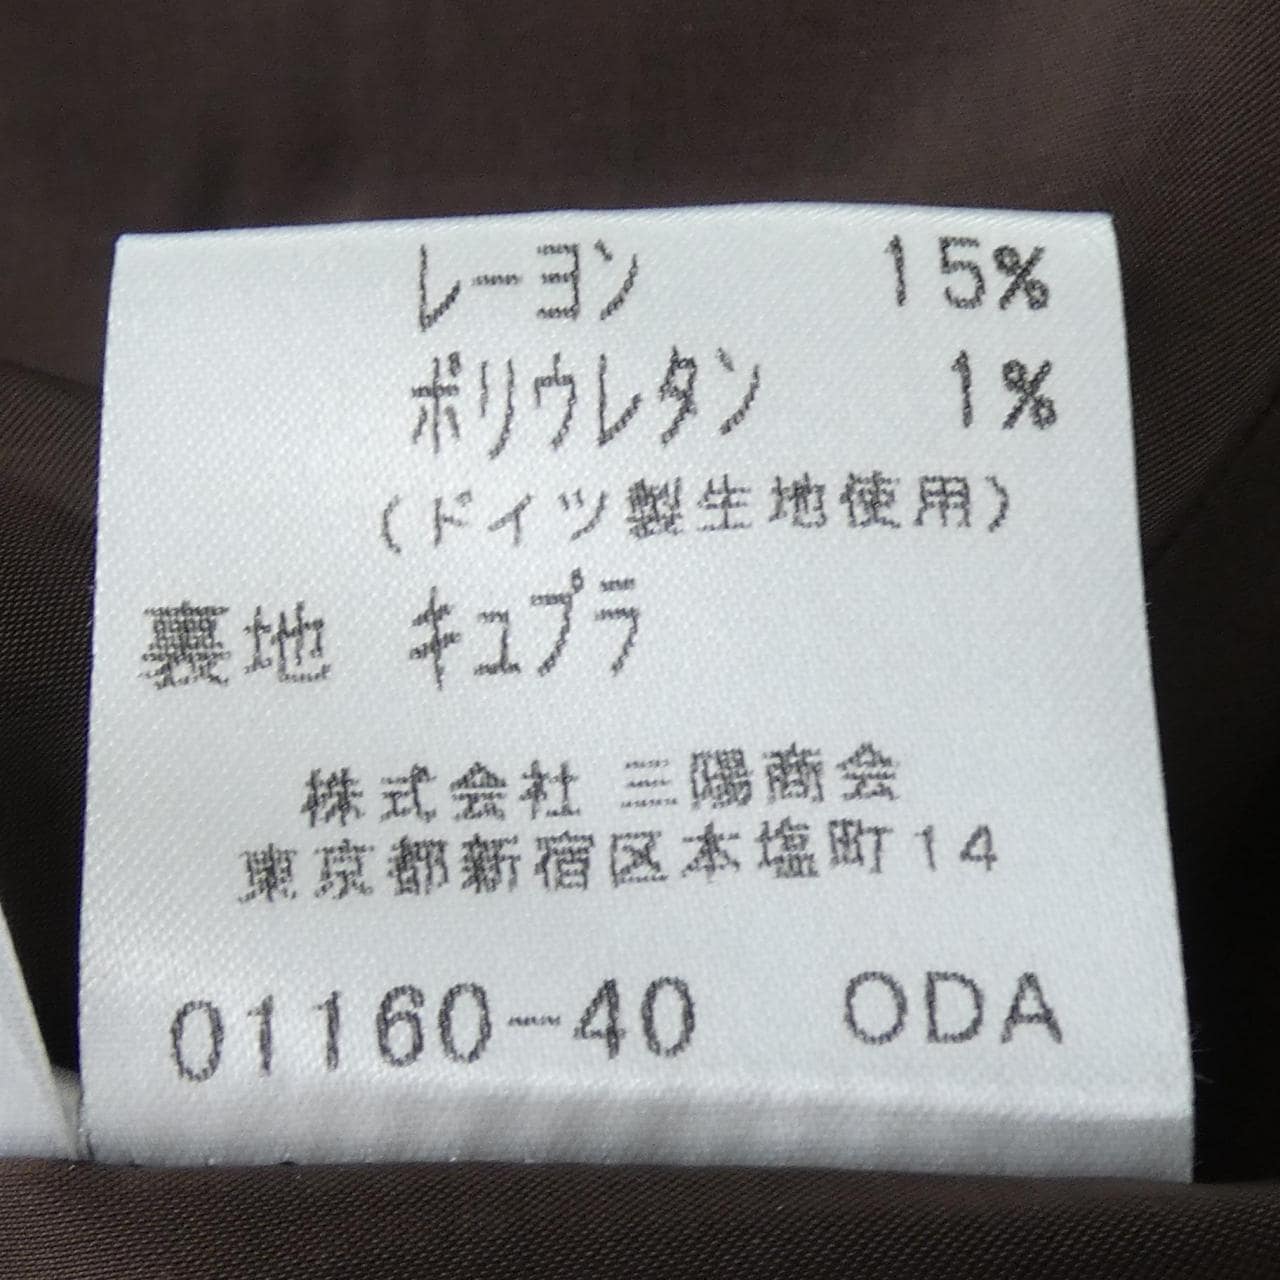 レーヨン 15%
ポリウレタン 1%
(ドイツ製生地使用)
裏地 キュプラ
株式会社 三陽商会
東京都新宿区本塩町14
01160-40 ODA